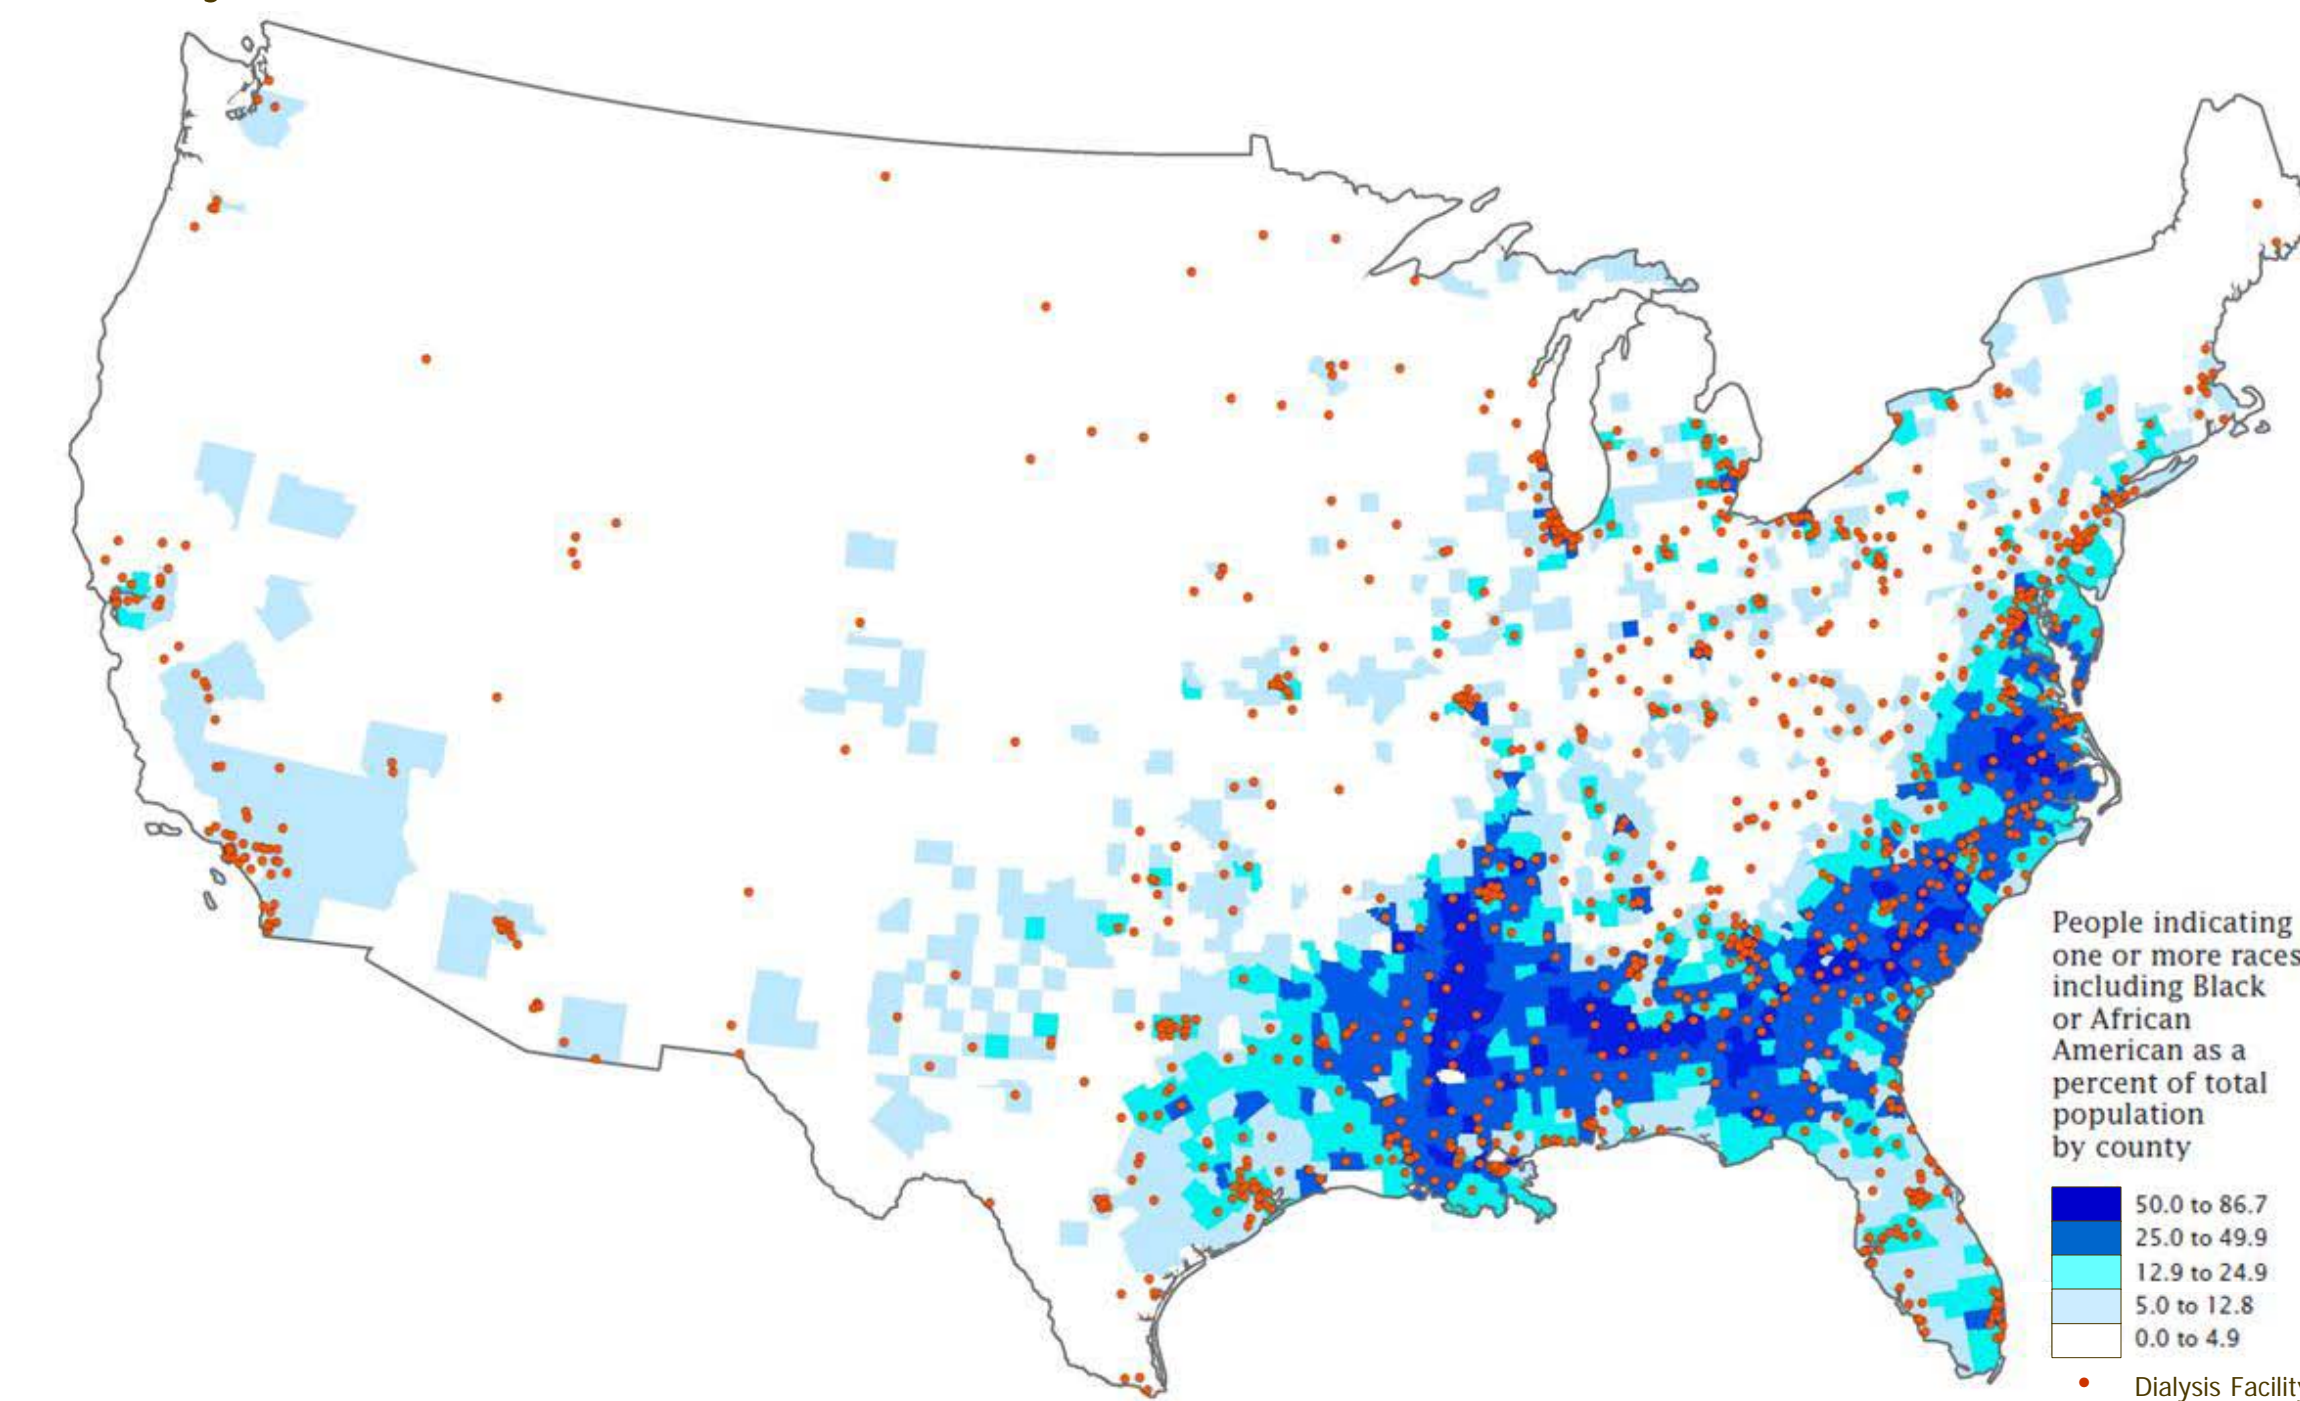 People indicating
one or more races
including Black
or African
American as a
percent of total
population
by county
50.0 to 86.7
25.0 to 49.9
12.9 to 24.9
5.0 to 12.8
0.0 to 4.9
Dialysis Facility